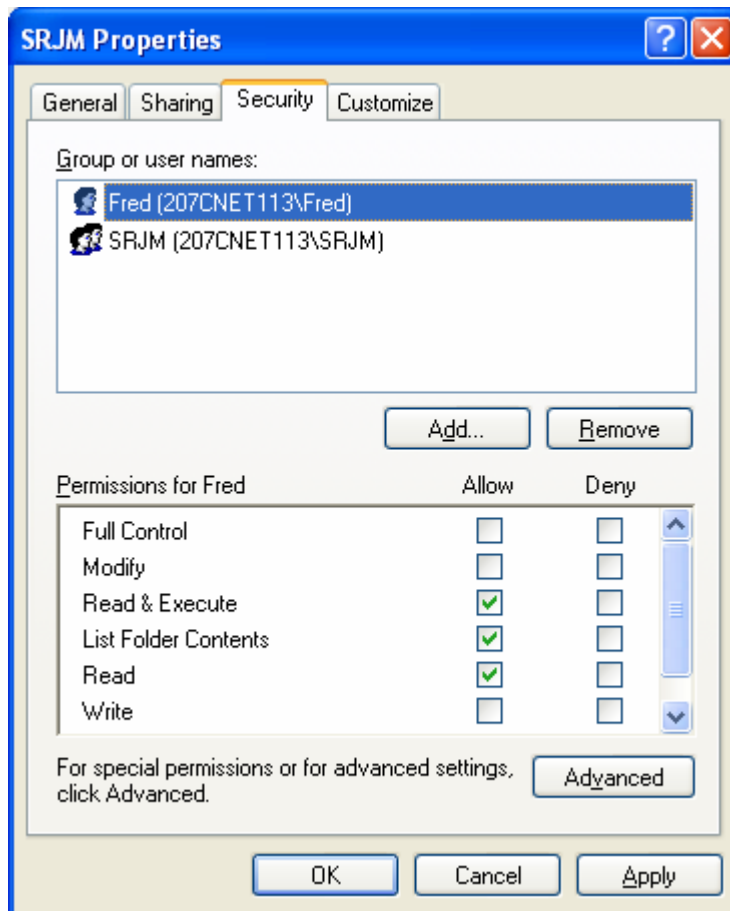 SRJM Properties
General Sharing Security Customize
Group or user names:
Fred (207CNET113\Fred)
SRJM (207CNET113\SRJM)
Add... Remove
Permissions for Fred Allow Deny
Full Control
Modify
Read & Execute
List Folder Contents
Read
Write
For special permissions or for advanced settings,
click Advanced.
Advanced
OK Cancel Apply